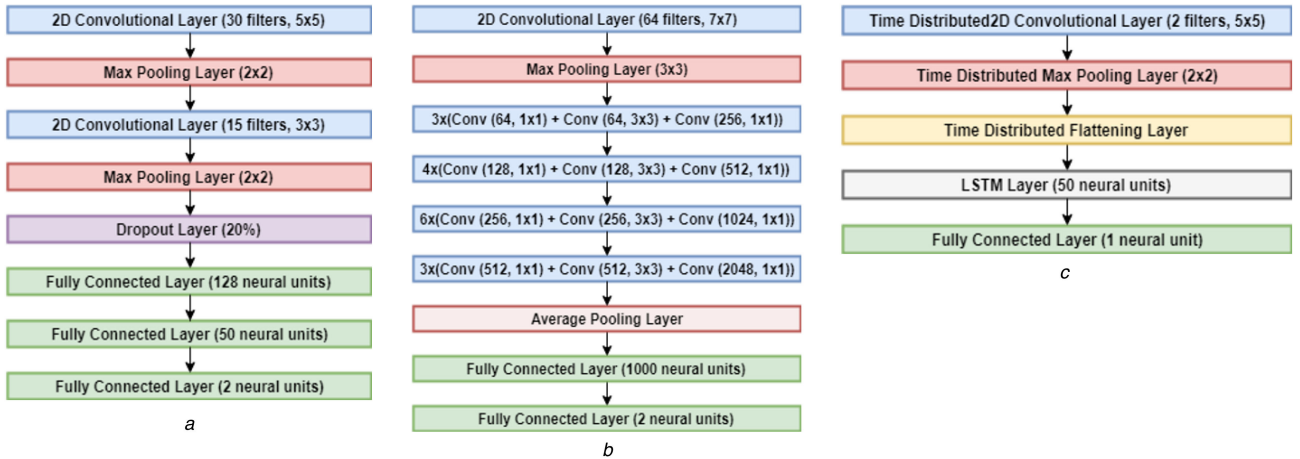 2D Convolutional Layer (30 filters, 5x5)
Max Pooling Layer (2x2)
2D Convolutional Layer (15 filters, 3x3)
Max Pooling Layer (2x2)
Dropout Layer (20%)
Fully Connected Layer (128 neural units)
Fully Connected Layer (50 neural units)
Fully Connected Layer (2 neural units)
a
2D Convolutional Layer (64 filters, 7x7)
Max Pooling Layer (3x3)
3x(Conv (64, 1x1) + Conv (64, 3x3) + Conv (256, 1x1))
4x(Conv (128, 1x1) + Conv (128, 3x3) + Conv (512, 1x1))
6x(Conv (256, 1x1) + Conv (256, 3x3) + Conv (1024, 1x1))
3x(Conv (512, 1x1) + Conv (512, 3x3) + Conv (2048, 1x1))
Average Pooling Layer
Fully Connected Layer (1000 neural units)
Fully Connected Layer (2 neural units)
b
Time Distributed2D Convolutional Layer (2 filters, 5x5)
Time Distributed Max Pooling Layer (2x2)
Time Distributed Flattening Layer
LSTM Layer (50 neural units)
Fully Connected Layer (1 neural unit)
c